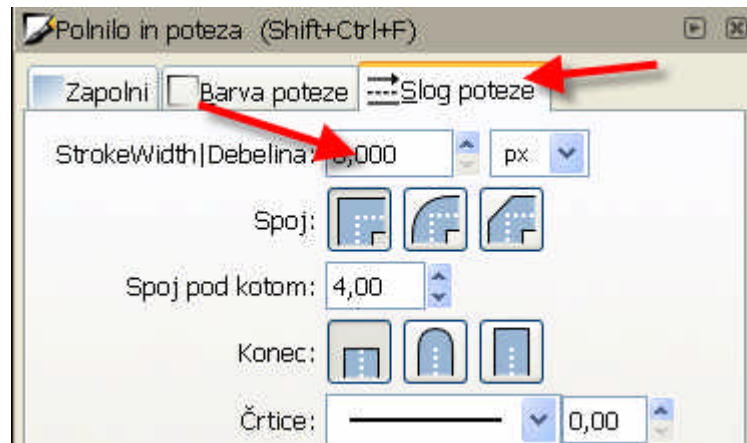 Polnilo in poteza (Shift+Ctrl+F)
Zapolni Barva poteze Slog poteze
StrokeWidth|Debelina: 0,000 px
Spoj:
Spoj pod kotom: 4,00
Konec:
Črtice: 0,00